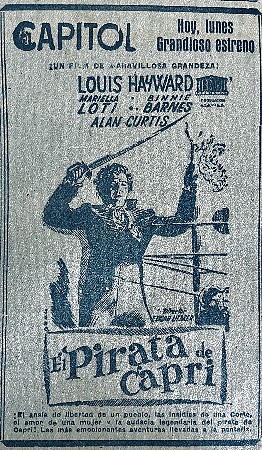 CAPITOL
Hoy, lunes
Grandioso estreno
¡UN FILM DE MARAVILLOSA GRANDEZA!
LOUIS HAYWARD
MARIELLA LOTI
BINNIE BARNES
ALAN CURTIS
El Pirata de
Capri
El ansia de libertad de un pueblo, las insidias de una Corte,
el amor de una mujer y la audacia legendaria del pirata de
Capri. Las más emocionantes aventuras llevadas a la pantalla.